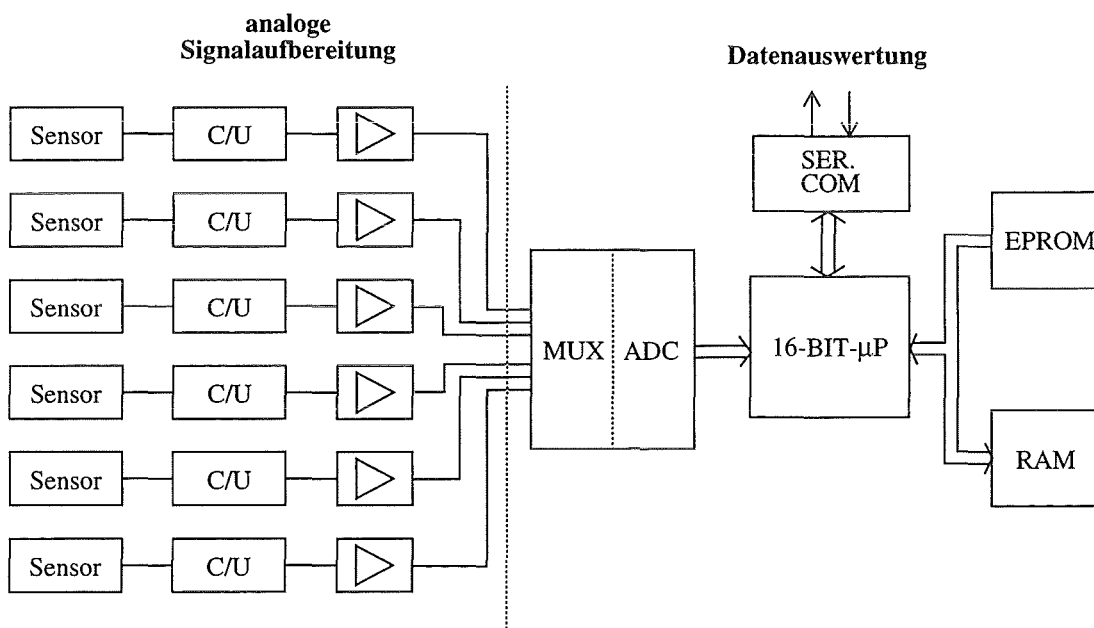 analoge
Signalaufbereitung
Datenauswertung
Sensor C/U
SER.
COM
Sensor C/U
EPROM
Sensor C/U
MUX ADC 16-BIT-µP
Sensor C/U
Sensor C/U
RAM
Sensor C/U